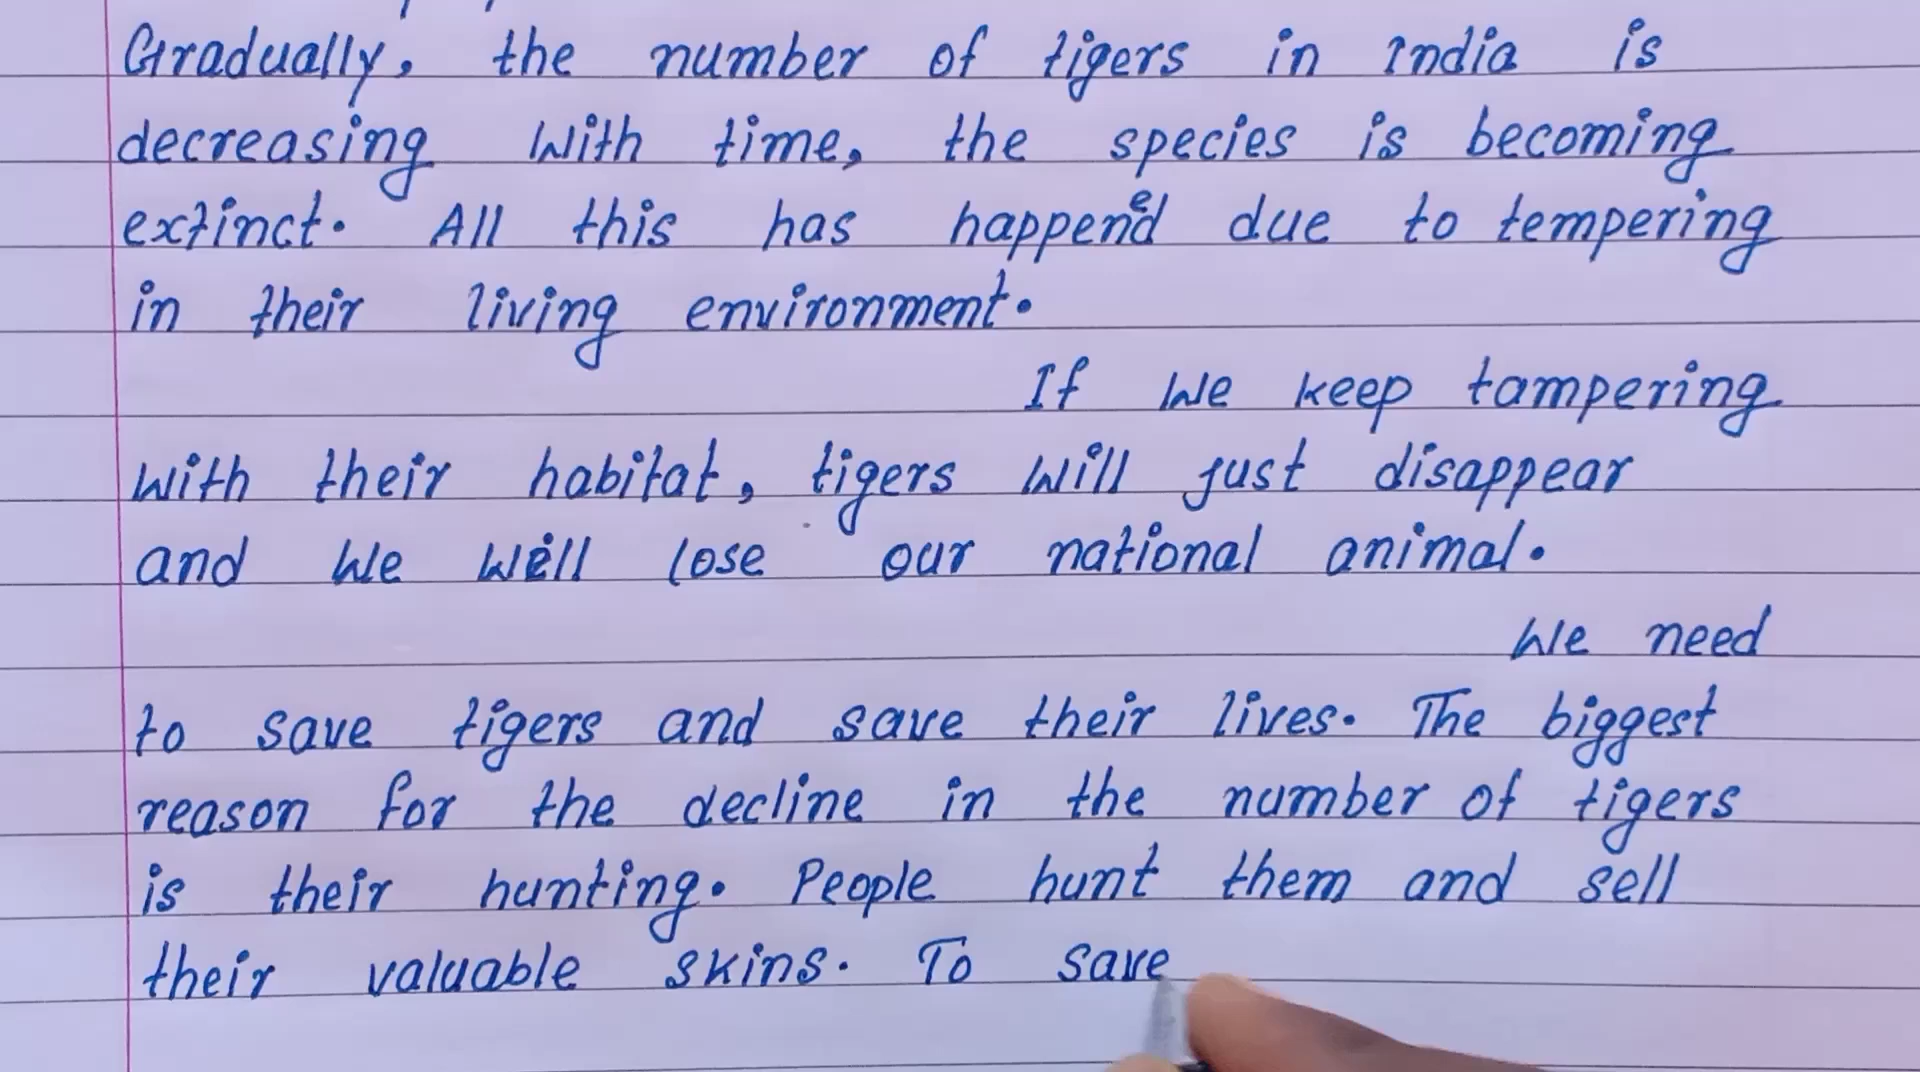 Gradually, the number of tigers in India is
decreasing with time, the species is becoming
extinct. All this has happened due to tempering
in their living environment.
If we keep tampering
with their habitat, tigers will just disappear
and we will lose our national animal.
We need
to save tigers and save their lives. The biggest
reason for the decline in the number of tigers
is their hunting. People hunt them and sell
their valuable skins. To save